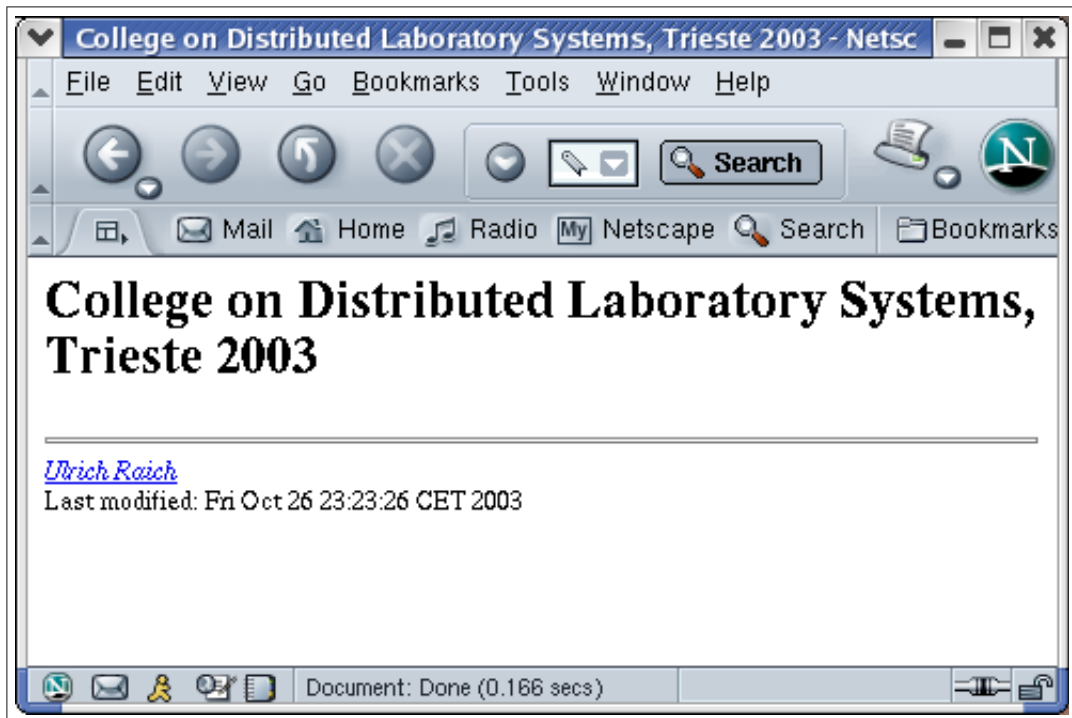 College on Distributed Laboratory Systems, Trieste 2003 - Netsc
File Edit View Go Bookmarks Tools Window Help
Search
N
Mail Home Radio My Netscape Search Bookmarks
College on Distributed Laboratory Systems,
Trieste 2003
Ulrich Raich
Last modified: Fri Oct 26 23:23:26 CET 2003
N
Document: Done (0.166 secs)